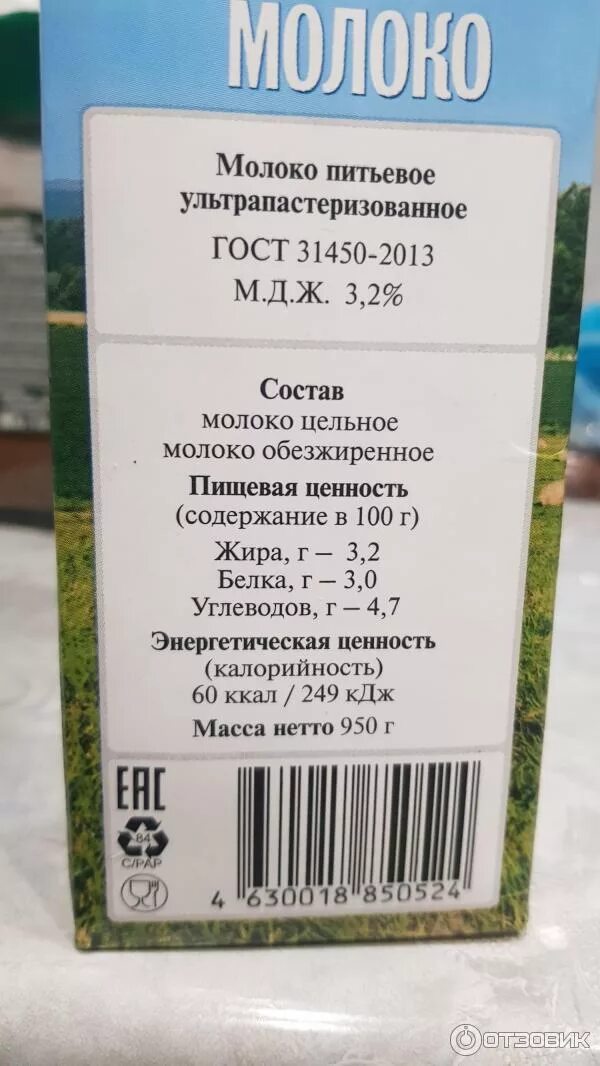 МОЛОКО
Молоко питьевое
ультрапастеризованное
ГОСТ 31450-2013
М.Д.Ж. 3,2%
Состав
молоко цельное
молоко обезжиренное
Пищевая ценность
(содержание в 100 г)
Жира, г – 3,2
Белка, г – 3,0
Углеводов, г – 4,7
Энергетическая ценность
(калорийность)
60 ккал / 249 кДж
Масса нетто 950 г
EAC
84
C/PAP
4 630018 850524
ОТЗОВИК